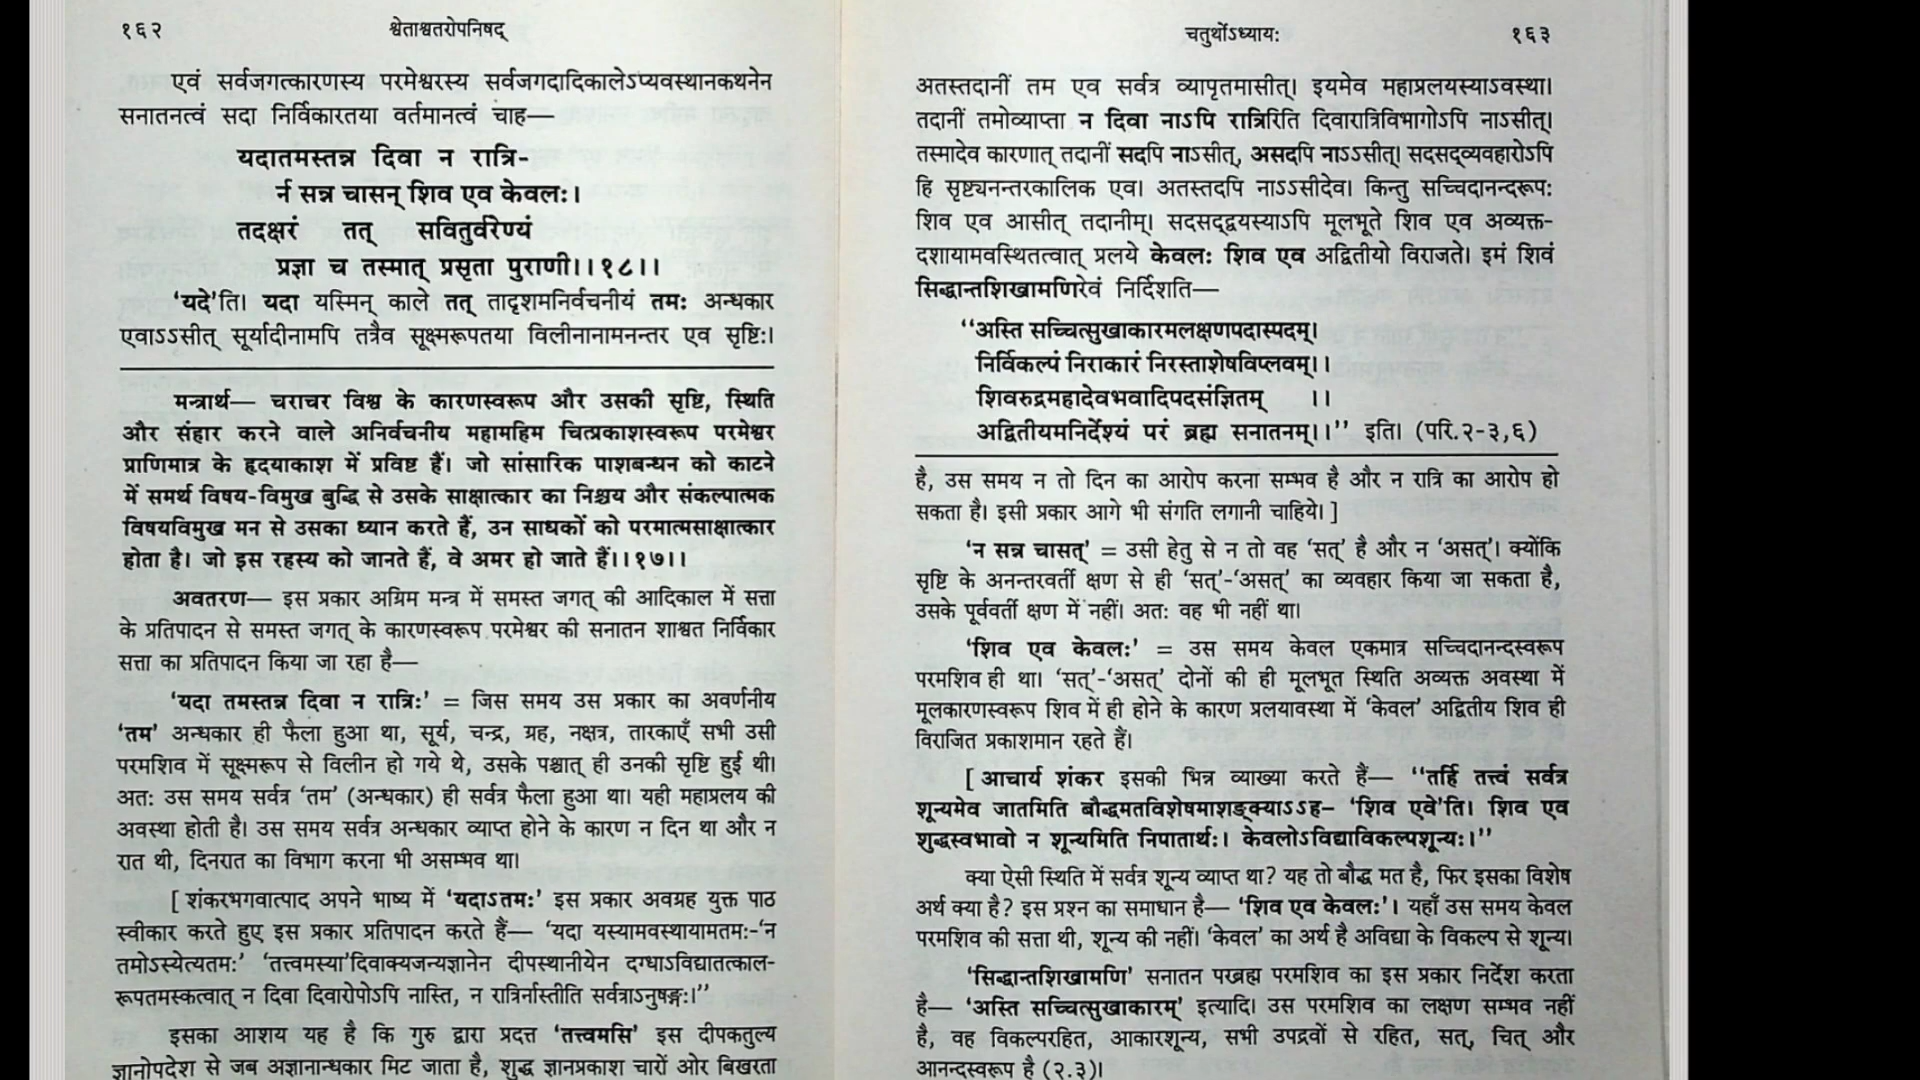 १६२
श्वेताश्वतरोपनिषद्
एवं सर्वजगत्कारणस्य परमेश्वरस्य सर्वजगदादिकालेऽप्यवस्थानकथनेन
सनातनत्वं सदा निर्विकारतया वर्तमानत्वं चाह—
यदातमस्तन्न दिवा न रात्रि-
र्न सन्न चासन् शिव एव केवलः।
तदक्षरं तत् सवितुर्वरेण्यं
प्रज्ञा च तस्मात् प्रसृता पुराणी।।१८।।
'यदे'ति। यदा यस्मिन् काले तत् तादृशमनिर्वचनीयं तमः अन्धकार
एवाऽऽसीत् सूर्यादीनामपि तत्रैव सूक्ष्मरूपतया विलीनानामनन्तर एव सृष्टिः।
मन्त्रार्थ— चराचर विश्व के कारणस्वरूप और उसकी सृष्टि, स्थिति
और संहार करने वाले अनिर्वचनीय महामहिम चित्प्रकाशस्वरूप परमेश्वर
प्राणिमात्र के हृदयाकाश में प्रविष्ट हैं। जो सांसारिक पाशबन्धन को काटने
में समर्थ विषय-विमुख बुद्धि से उसके साक्षात्कार का निश्चय और संकल्पात्मक
विषयविमुख मन से उसका ध्यान करते हैं, उन साधकों को परमात्मसाक्षात्कार
होता है। जो इस रहस्य को जानते हैं, वे अमर हो जाते हैं।।१७।।
अवतरण— इस प्रकार अग्रिम मन्त्र में समस्त जगत् की आदिकाल में सत्ता
के प्रतिपादन से समस्त जगत् के कारणस्वरूप परमेश्वर की सनातन शाश्वत निर्विकार
सत्ता का प्रतिपादन किया जा रहा है—
'यदा तमस्तन्न दिवा न रात्रिः' = जिस समय उस प्रकार का अवर्णनीय
'तम' अन्धकार ही फैला हुआ था, सूर्य, चन्द्र, ग्रह, नक्षत्र, तारकाएँ सभी उसी
परमशिव में सूक्ष्मरूप से विलीन हो गये थे, उसके पश्चात् ही उनकी सृष्टि हुई थी।
अतः उस समय सर्वत्र 'तम' (अन्धकार) ही सर्वत्र फैला हुआ था। यही महाप्रलय की
अवस्था होती है। उस समय सर्वत्र अन्धकार व्याप्त होने के कारण न दिन था और न
रात थी, दिनरात का विभाग करना भी असम्भव था।
[ शंकरभगवात्पाद अपने भाष्य में 'यदाऽतमः' इस प्रकार अवग्रह युक्त पाठ
स्वीकार करते हुए इस प्रकार प्रतिपादन करते हैं— 'यदा यस्यामवस्थायामतमः-'न
तमोऽस्येत्यतमः' 'तत्त्वमस्या'दिवाक्यजन्यज्ञानेन दीपस्थानीयेन दग्धाऽविद्यातत्काल-
रूपतमस्कत्वात् न दिवा दिवारोपोऽपि नास्ति, न रात्रिर्नास्तीति सर्वत्राऽनुषङ्गः।''
इसका आशय यह है कि गुरु द्वारा प्रदत्त 'तत्त्वमसि' इस दीपकतुल्य
ज्ञानोपदेश से जब अज्ञानान्धकार मिट जाता है, शुद्ध ज्ञानप्रकाश चारों ओर बिखरता
चतुर्थोऽध्यायः
१६३
अतस्तदानीं तम एव सर्वत्र व्यापृतमासीत्। इयमेव महाप्रलयस्याऽवस्था।
तदानीं तमोव्याप्ता न दिवा नाऽपि रात्रिरिति दिवारात्रिविभागोऽपि नाऽसीत्।
तस्मादेव कारणात् तदानीं सदपि नाऽसीत्, असदपि नाऽऽसीत्। सदसद्व्यवहारोऽपि
हि सृष्ट्यनन्तरकालिक एव। अतस्तदपि नाऽऽसीदेव। किन्तु सच्चिदानन्दरूपः
शिव एव आसीत् तदानीम्। सदसद्द्वयस्याऽपि मूलभूते शिव एव अव्यक्त-
दशायामवस्थितत्वात् प्रलये केवलः शिव एव अद्वितीयो विराजते। इमं शिवं
सिद्धान्तशिखामणिरेवं निर्दिशति—
''अस्ति सच्चित्सुखाकारमलक्षणपदास्पदम्।
निर्विकल्पं निराकारं निरस्ताशेषविप्लवम्।।
शिवरुद्रमहादेवभवादिपदसंज्ञितम् ।।
अद्वितीयमनिर्देश्यं परं ब्रह्म सनातनम्।।'' इति। (परि.२-३,६)
है, उस समय न तो दिन का आरोप करना सम्भव है और न रात्रि का आरोप हो
सकता है। इसी प्रकार आगे भी संगति लगानी चाहिये। ]
'न सन्न चासत्' = उसी हेतु से न तो वह 'सत्' है और न 'असत्'। क्योंकि
सृष्टि के अनन्तरवर्ती क्षण से ही 'सत्'-'असत्' का व्यवहार किया जा सकता है,
उसके पूर्ववर्ती क्षण में नहीं। अतः वह भी नहीं था।
'शिव एव केवलः' = उस समय केवल एकमात्र सच्चिदानन्दस्वरूप
परमशिव ही था। 'सत्'-'असत्' दोनों की ही मूलभूत स्थिति अव्यक्त अवस्था में
मूलकारणस्वरूप शिव में ही होने के कारण प्रलयावस्था में 'केवल' अद्वितीय शिव ही
विराजित प्रकाशमान रहते हैं।
[ आचार्य शंकर इसकी भिन्न व्याख्या करते हैं— ''तर्हि तत्त्वं सर्वत्र
शून्यमेव जातमिति बौद्धमतविशेषमाशङ्क्याऽऽह- 'शिव एवे'ति। शिव एव
शुद्धस्वभावो न शून्यमिति निपातार्थः। केवलोऽविद्याविकल्पशून्यः।''
क्या ऐसी स्थिति में सर्वत्र शून्य व्याप्त था? यह तो बौद्ध मत है, फिर इसका विशेष
अर्थ क्या है? इस प्रश्न का समाधान है— 'शिव एव केवलः'। यहाँ उस समय केवल
परमशिव की सत्ता थी, शून्य की नहीं। 'केवल' का अर्थ है अविद्या के विकल्प से शून्य।
'सिद्धान्तशिखामणि' सनातन परब्रह्म परमशिव का इस प्रकार निर्देश करता
है— 'अस्ति सच्चित्सुखाकारम्' इत्यादि। उस परमशिव का लक्षण सम्भव नहीं
है, वह विकल्परहित, आकारशून्य, सभी उपद्रवों से रहित, सत्, चित् और
आनन्दस्वरूप है (२.३)।